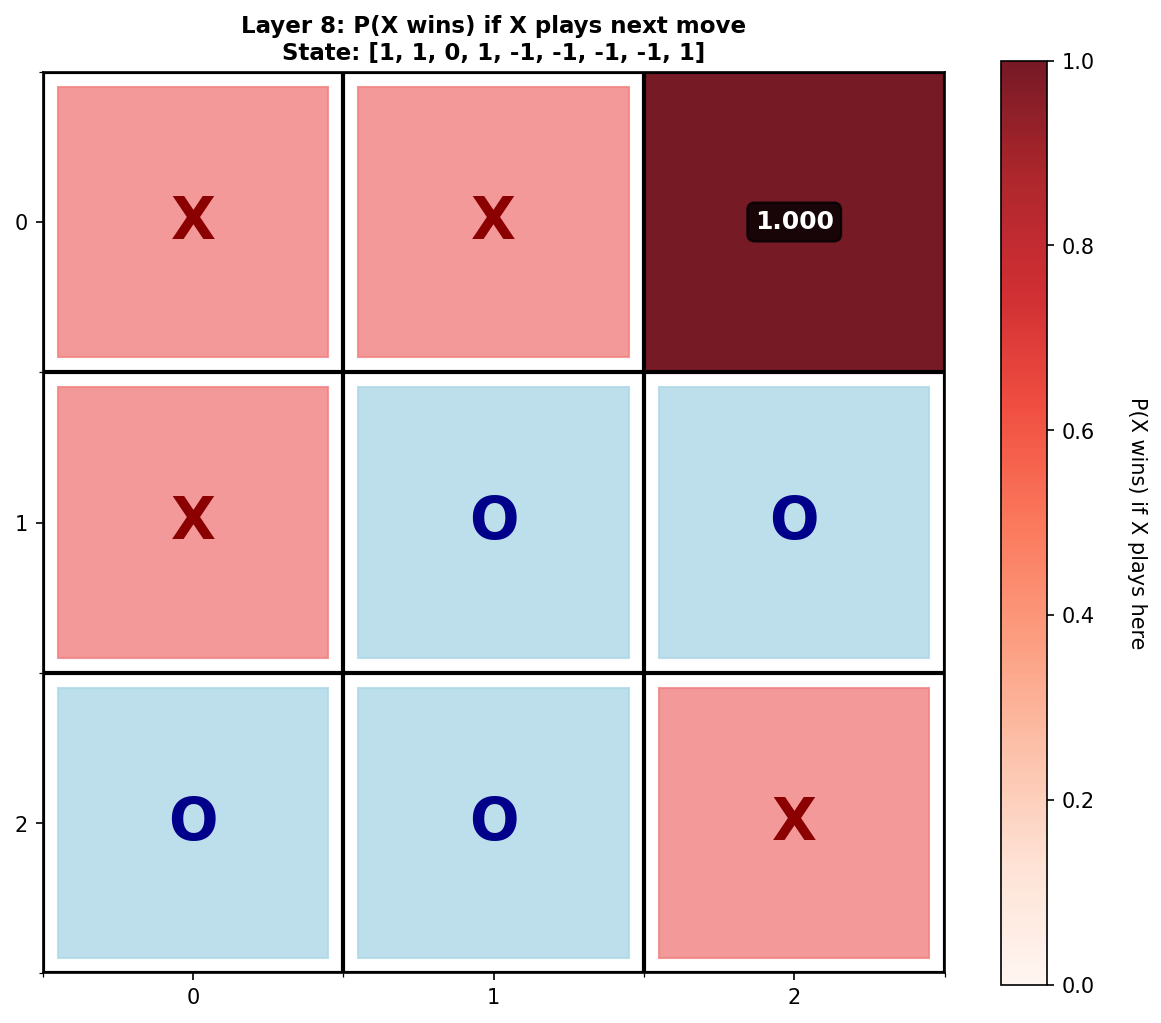 Layer 8: P(X wins) if X plays next move
State: [1, 1, 0, 1, -1, -1, -1, -1, 1]
0
X
X
1.000
1
X
O
O
2
O
O
X
0
1
2
1.0
0.8
0.6
0.4
0.2
0.0
P(X wins) if X plays here